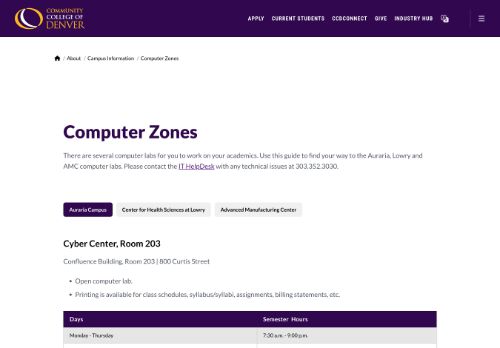 COMMUNITY
COLLEGE OF
DENVER
APPLY CURRENT STUDENTS CCDCONNECT GIVE INDUSTRY HUB
/ About / Campus Information / Computer Zones
Computer Zones
There are several computer labs for you to work on your academics. Use this guide to find your way to the Auraria, Lowry and
AMC computer labs. Please contact the IT HelpDesk with any technical issues at 303.352.3030.
Auraria Campus Center for Health Sciences at Lowry Advanced Manufacturing Center
Cyber Center, Room 203
Confluence Building, Room 203 | 800 Curtis Street
• Open computer lab.
• Printing is available for class schedules, syllabus/syllabi, assignments, billing statements, etc.
Days Semester Hours
Monday - Thursday 7:30 a.m. - 9:00 p.m.